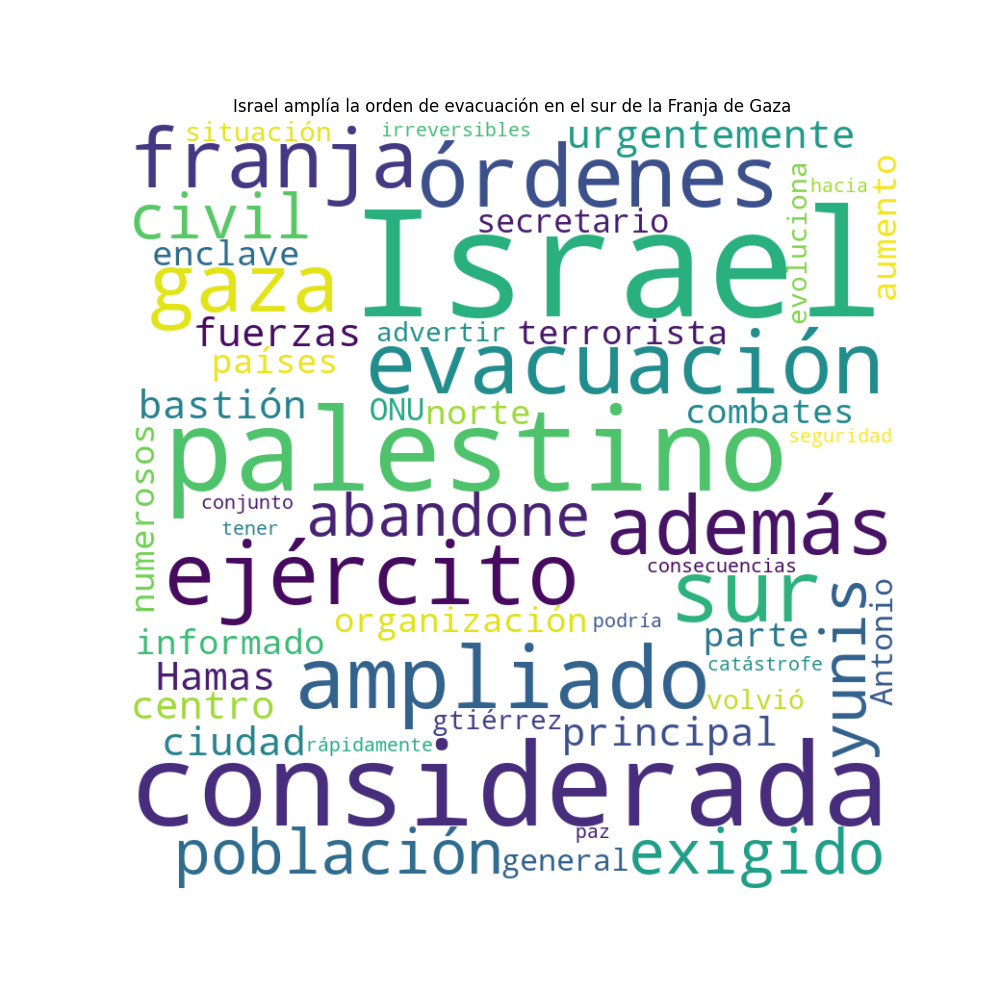 Israel amplía la orden de evacuación en el sur de la Franja de Gaza
situación
irreversibles
urgentemente
franja
órdenes
evoluciona
hacia
aumento
civil
secretario
Israel
enclave
gaza
fuerzas
advertir
terrorista
países
evacuación
bastión
ONU
norte
combates
palestino
seguridad
numerosos
conjunto
tener
abandone
además
ejército
consecuencias
sur
yunis
Antonio
organización
podría
informado
parte
Hamas
ampliado
catástrofe
centro
volvió
gtiérrez
principal
ciudad
rápidamente
considerada
población
paz
general
exigido